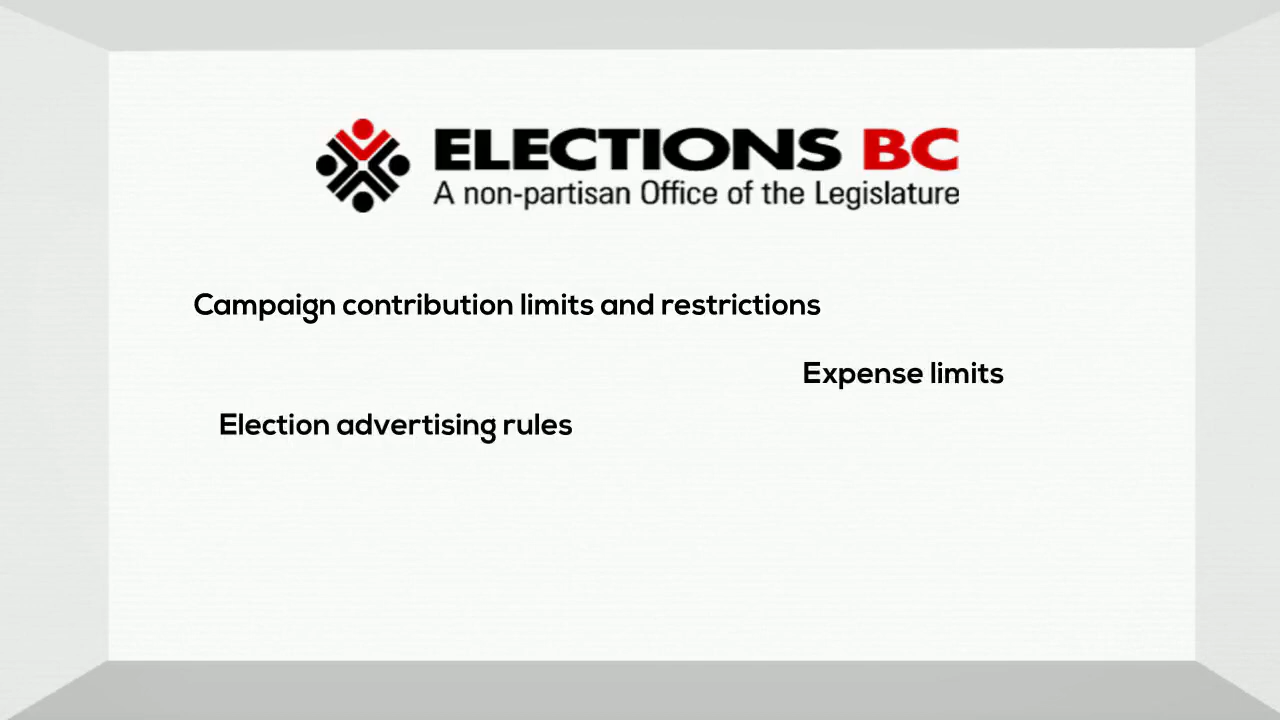 ELECTIONS BC
A non-partisan Office of the Legislature
Campaign contribution limits and restrictions
Expense limits
Election advertising rules